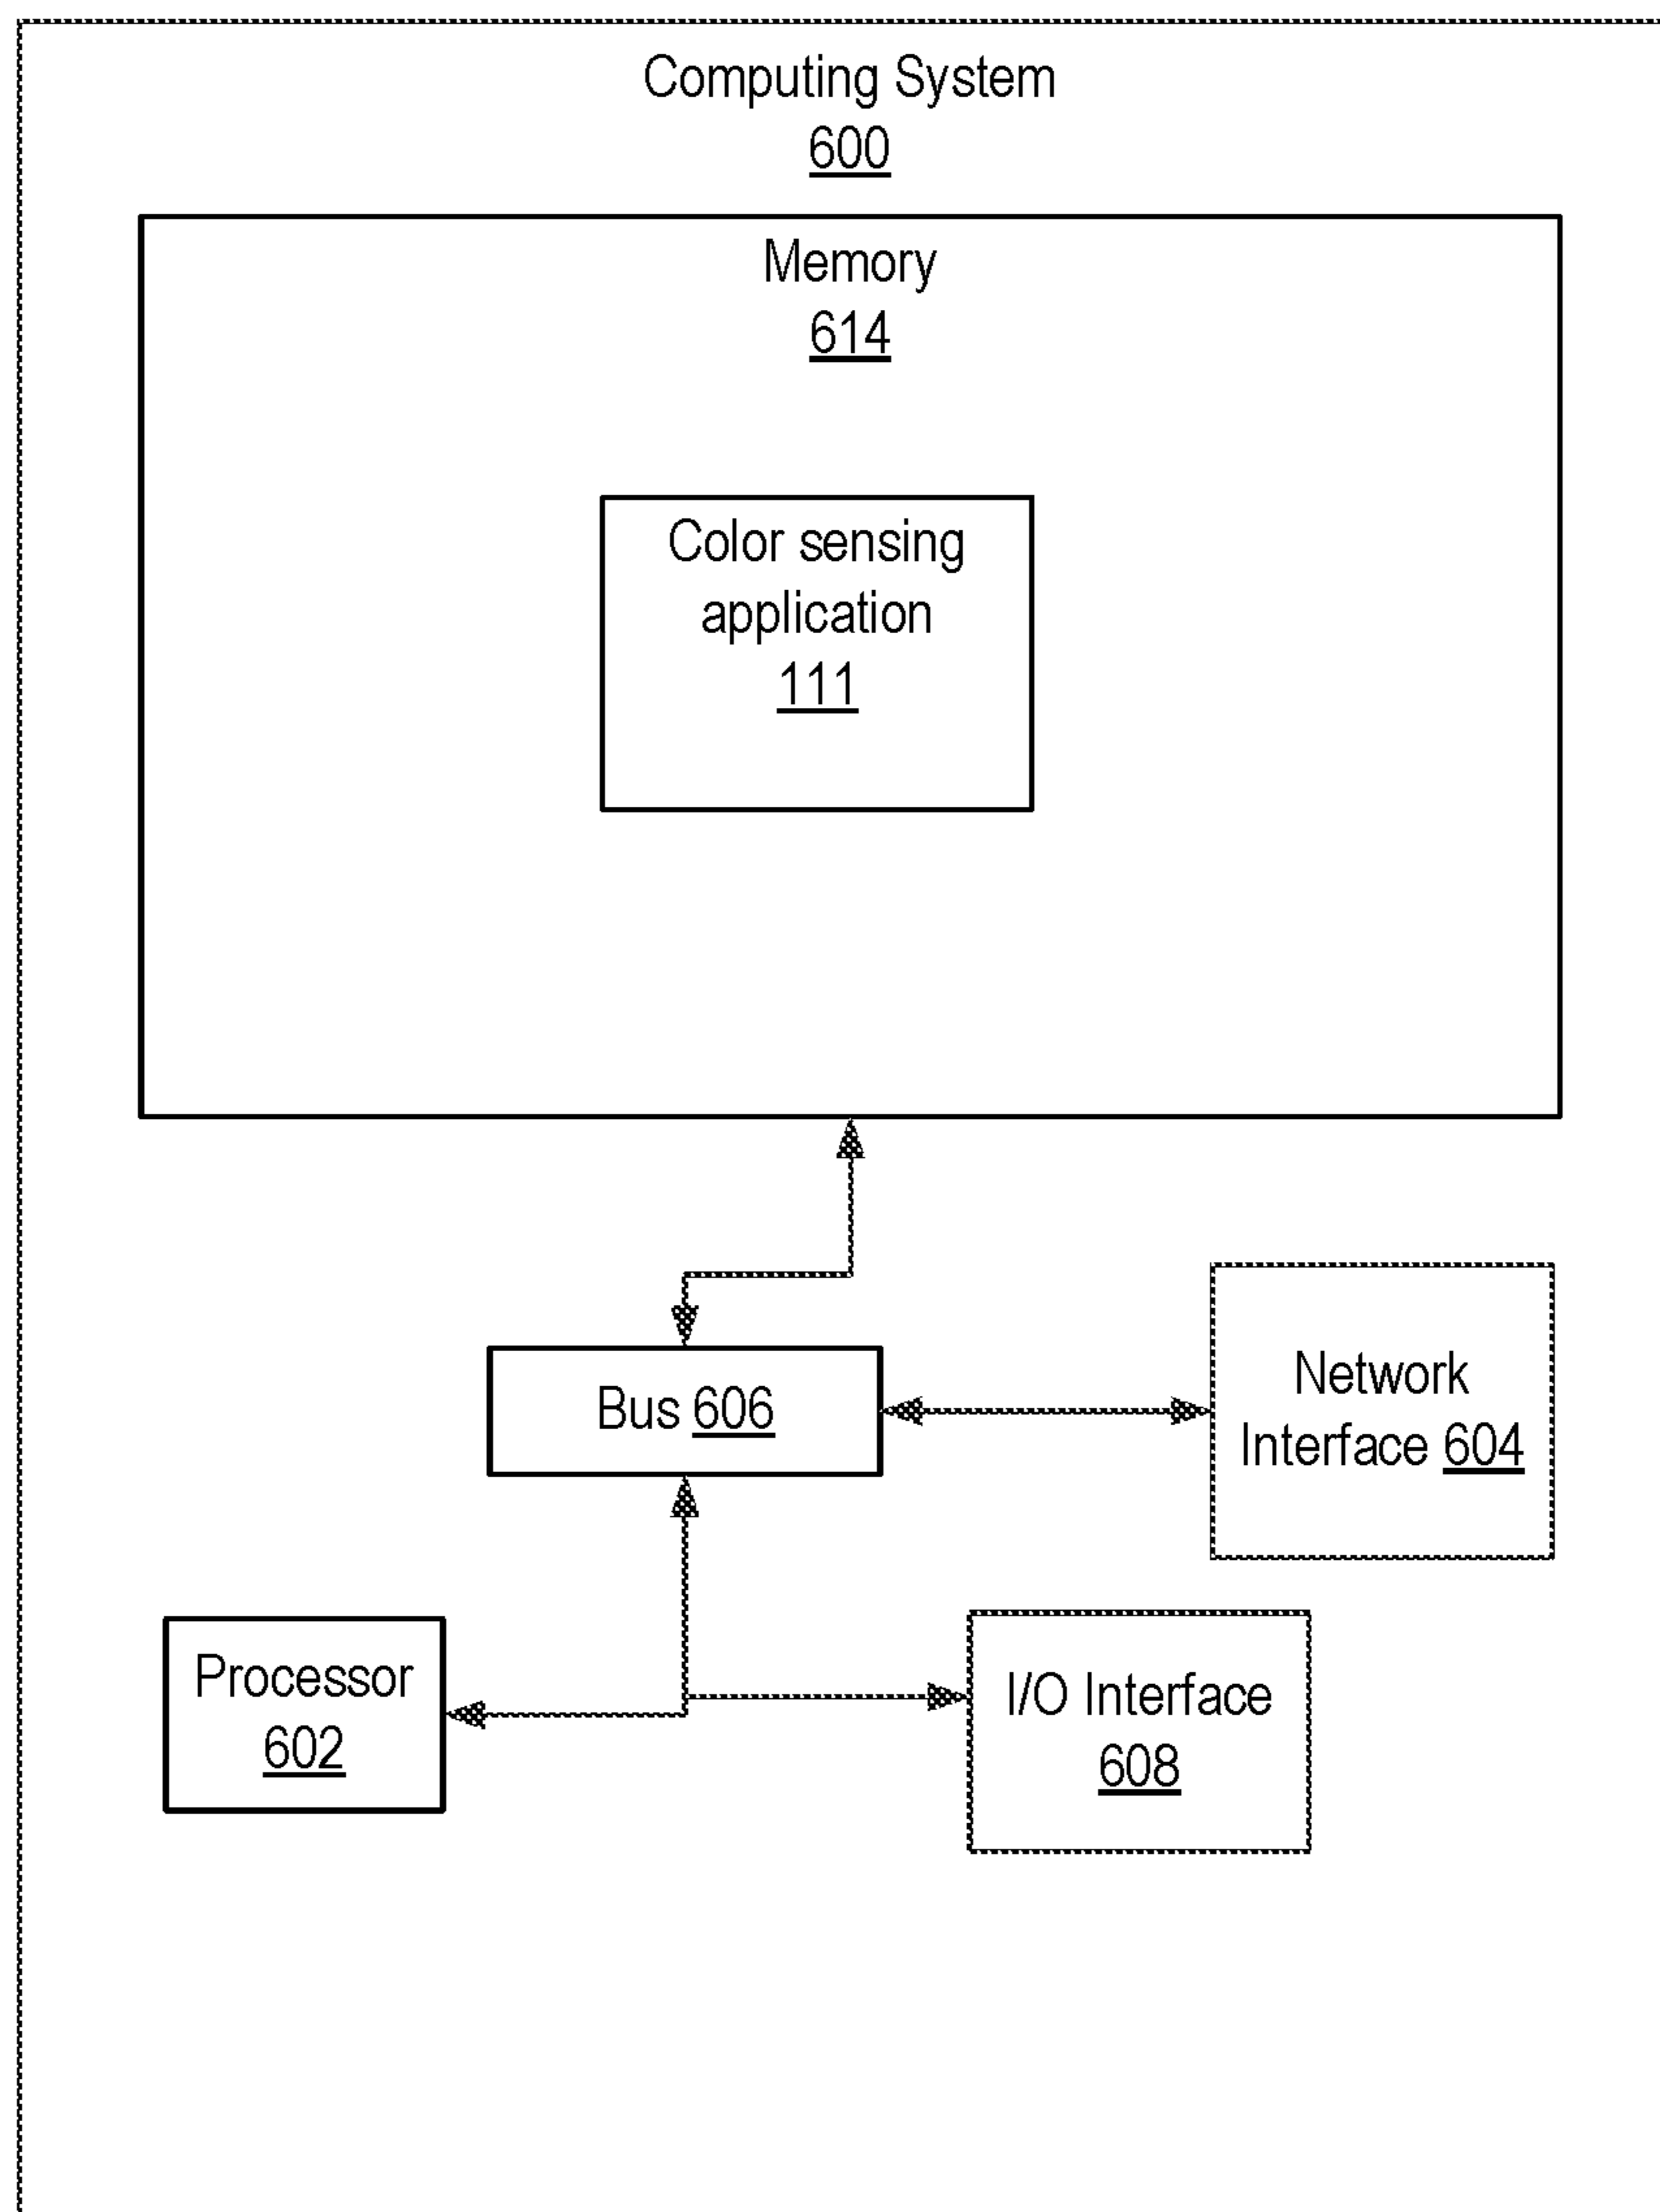 Computing System
600
Memory
614
Color sensing
application
111
Bus 606
Network
Interface 604
Processor
602
I/O Interface
608